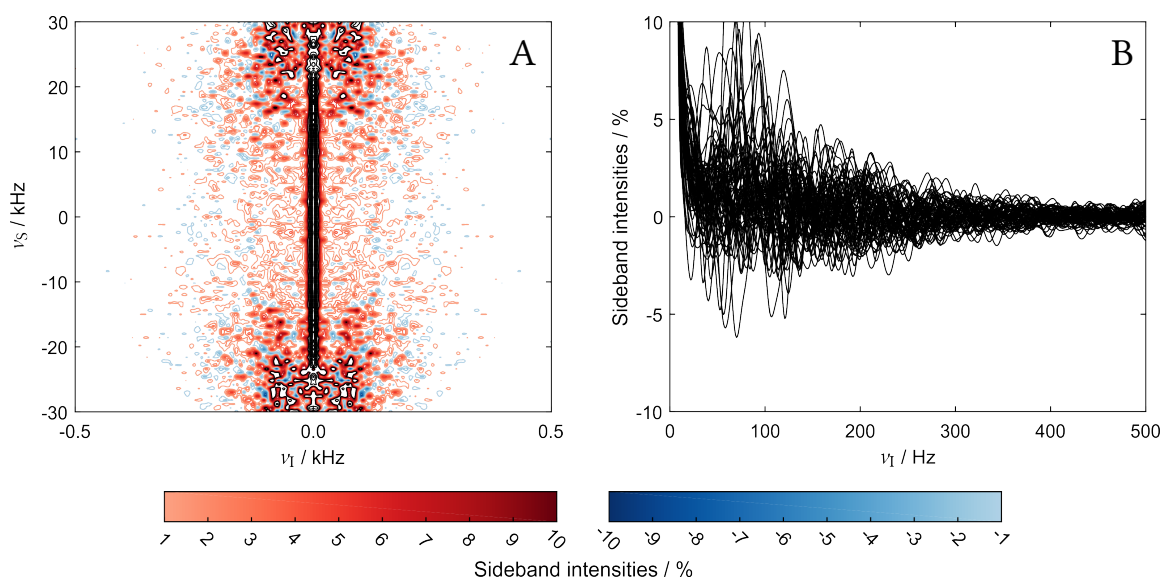 A
30
20
10
0
-10
-20
-30
νS / kHz
-0.5
0.0
0.5
νI / kHz
B
10
5
0
-5
-10
Sideband intensities / %
0
100
200
300
400
500
νI / Hz
1 2 3 4 5 6 7 8 9 10
-10 -9 -8 -7 -6 -5 -4 -3 -2 -1
Sideband intensities / %